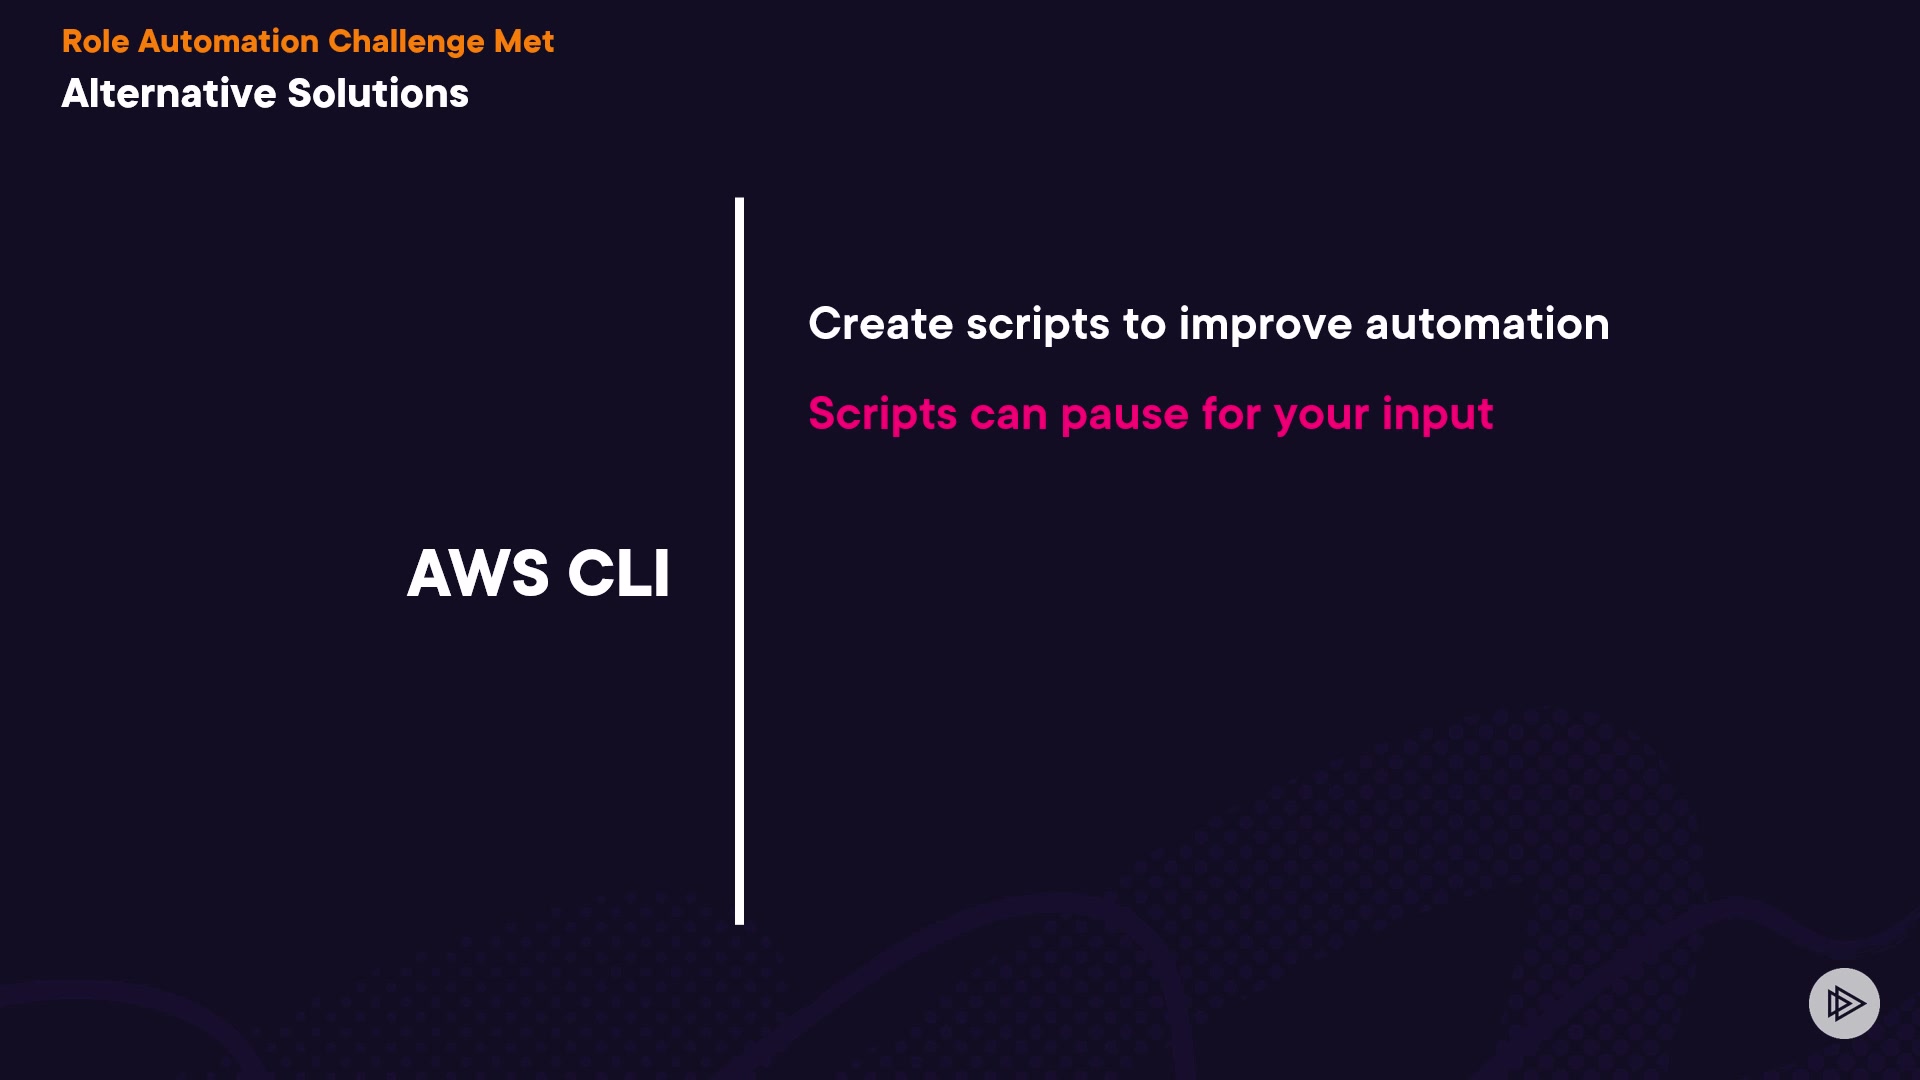 Role Automation Challenge Met
Alternative Solutions
AWS CLI
Create scripts to improve automation
Scripts can pause for your input